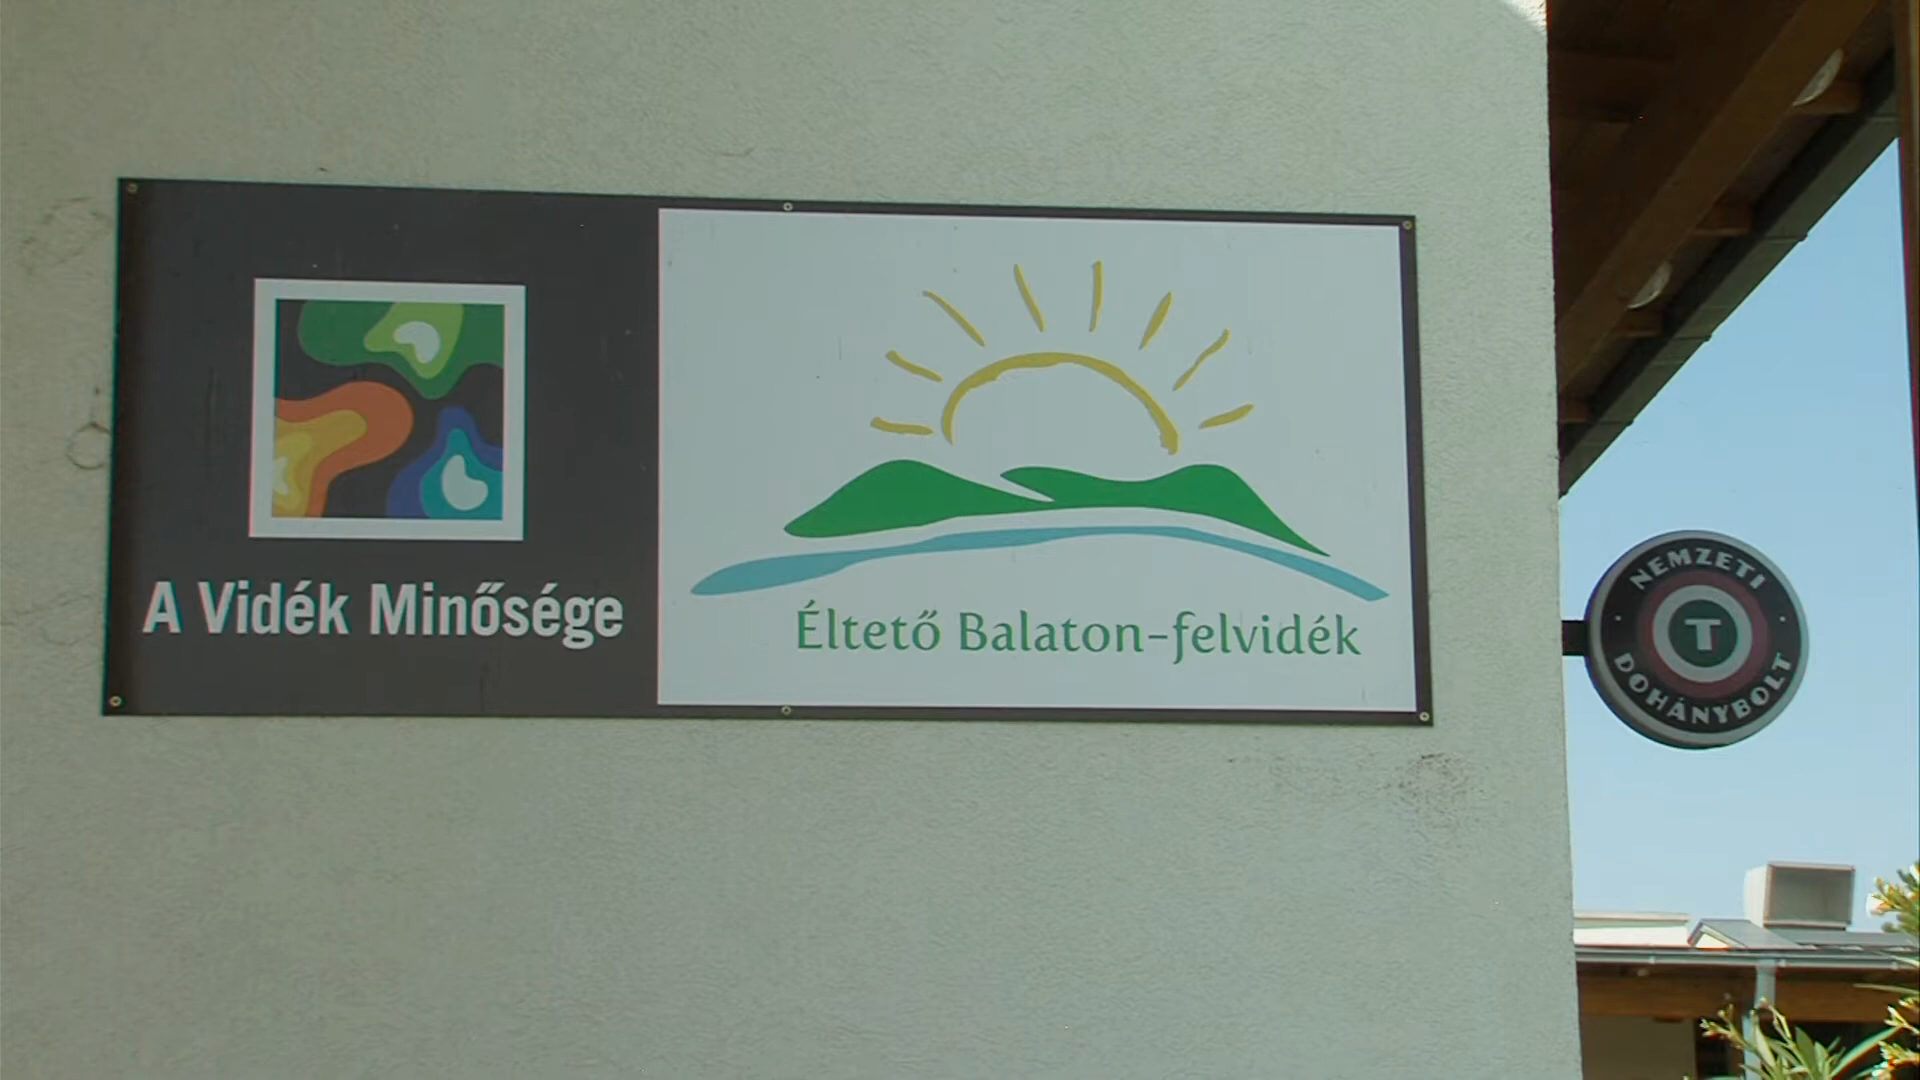 A Vidék Minősége
Éltető Balaton-felvidék
NEMZETI
T
DOHÁNYBOLT